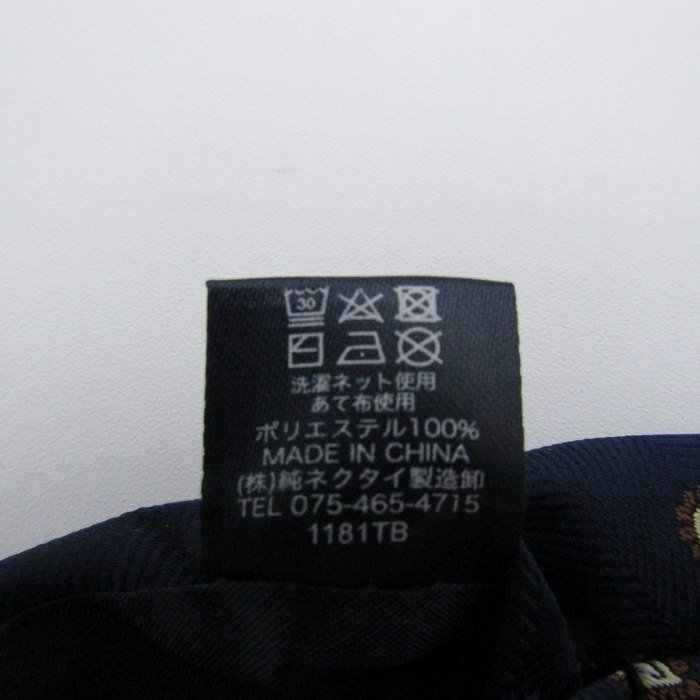 30
洗濯ネット使用
あて布使用
ポリエステル100%
MADE IN CHINA
(株)純ネクタイ製造卸
TEL 075-465-4715
1181TB